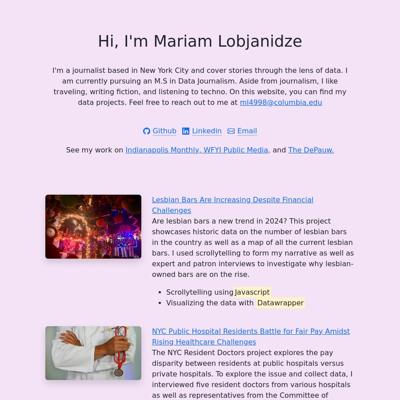 Hi, I'm Mariam Lobjanidze
I'm a journalist based in New York City and cover stories through the lens of data. I
am currently pursuing an M.S in Data Journalism. Aside from journalism, I like
traveling, writing fiction, and listening to techno. On this website, you can find my
data projects. Feel free to reach out to me at ml4998@columbia.edu
Github Linkedin Email
See my work on Indianapolis Monthly, WFYI Public Media, and The DePauw.
Lesbian Bars Are Increasing Despite Financial
Challenges
Are lesbian bars a new trend in 2024? This project
showcases historic data on the number of lesbian bars
in the country as well as a map of all the current lesbian
bars. I used scrollytelling to form my narrative as well as
expert and patron interviews to investigate why lesbian-
owned bars are on the rise.
• Scrollytelling using Javascript
• Visualizing the data with Datawrapper
NYC Public Hospital Residents Battle for Fair Pay Amidst
Rising Healthcare Challenges
The NYC Resident Doctors project explores the pay
disparity between residents at public hospitals versus
private hospitals. To explore the issue and collect data, I
interviewed five resident doctors from various hospitals
as well as representatives from the Committee of